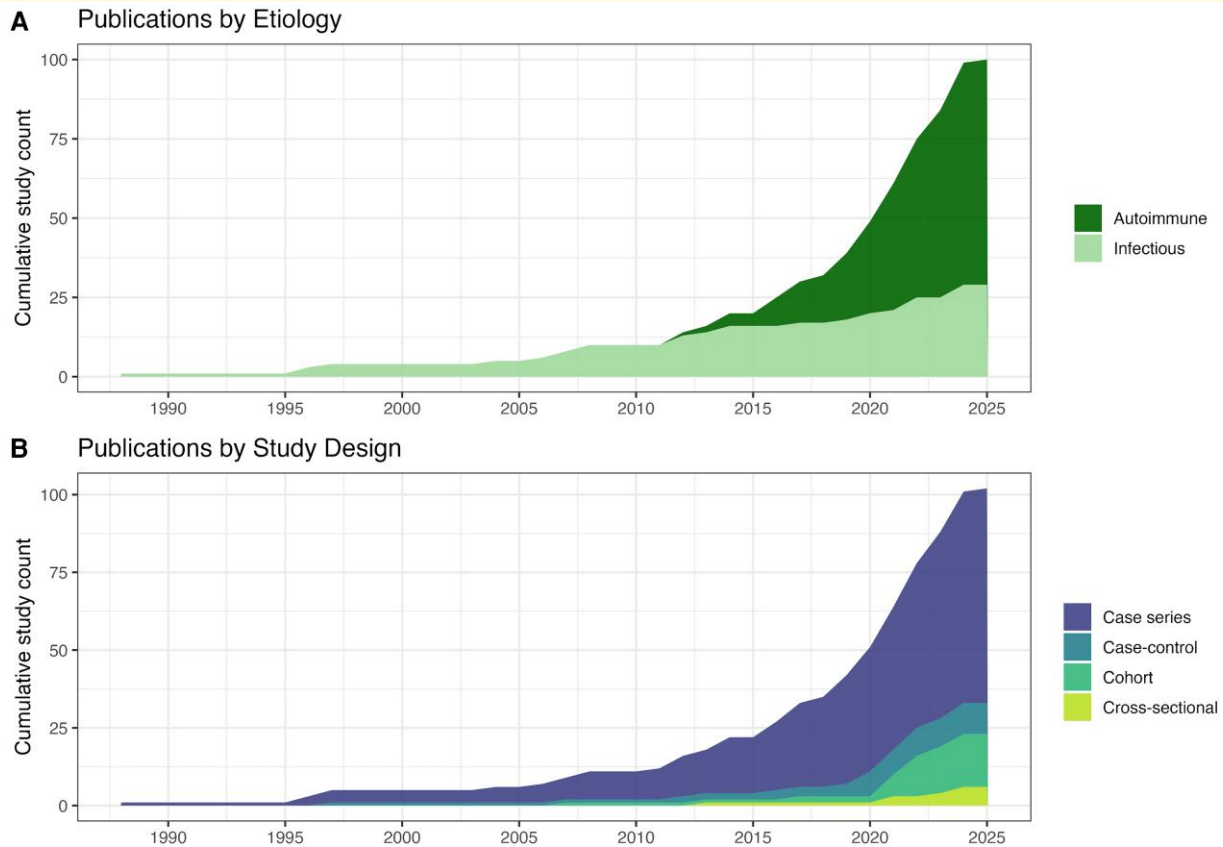 A Publications by Etiology
Cumulative study count
100
75
50
25
0
1990 1995 2000 2005 2010 2015 2020 2025
Autoimmune
Infectious
B Publications by Study Design
Cumulative study count
100
75
50
25
0
1990 1995 2000 2005 2010 2015 2020 2025
Case series
Case-control
Cohort
Cross-sectional